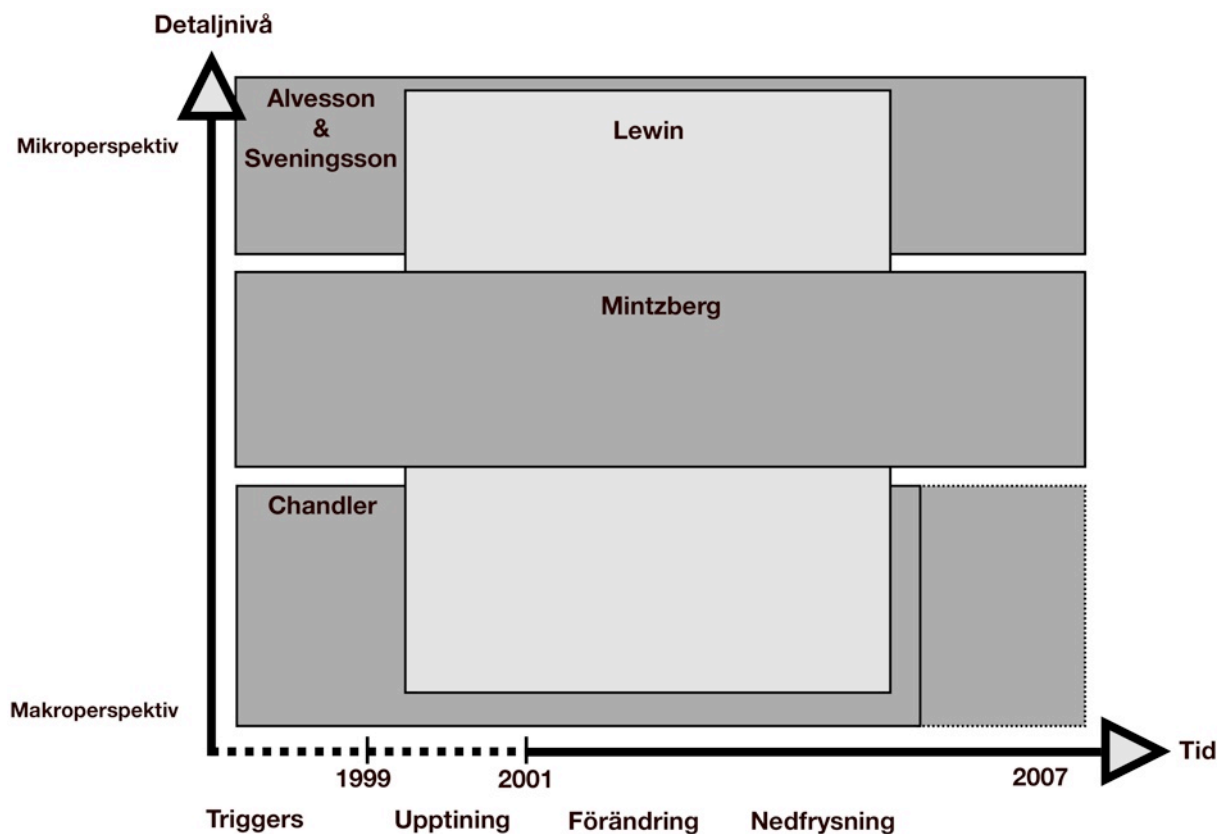 Detaljnivå
Alvesson
&
Sveningsson
Lewin
Mikroperspektiv
Mintzberg
Chandler
Makroperspektiv
Tid
1999
2001
2007
Triggers
Upptining
Förändring
Nedfrysning